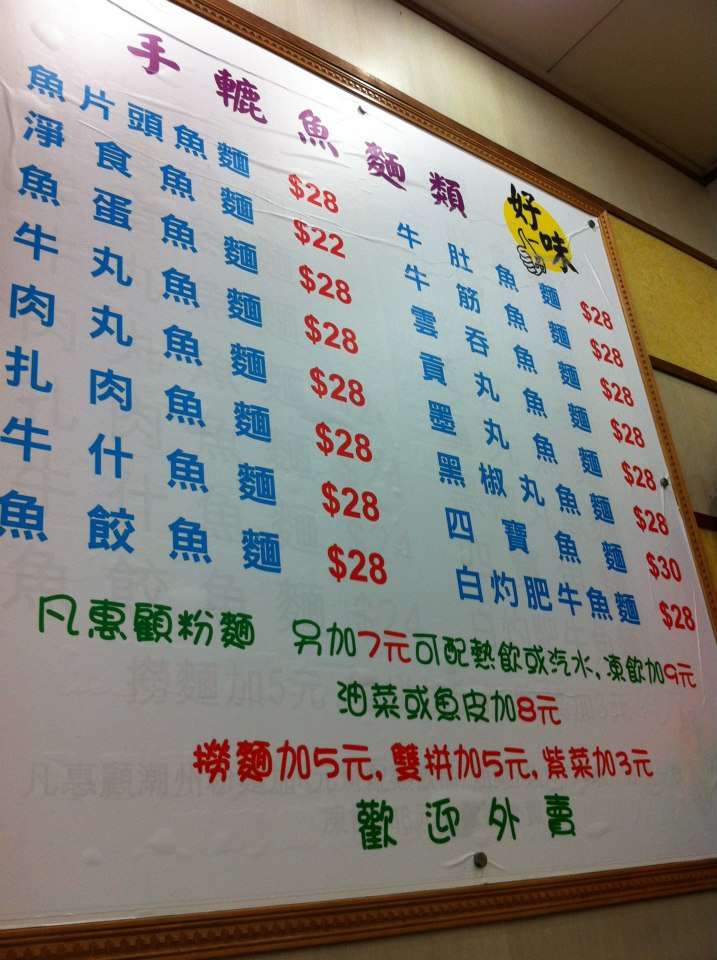 手轆魚麵類
好味
魚片頭魚麵 $28
淨食魚麵 $22
魚蛋魚麵 $28
牛丸魚麵 $28
肉丸魚麵 $28
扎肉魚麵 $28
牛什魚麵 $28
魚餃魚麵 $28
牛肚魚麵 $28
牛筋魚麵 $28
雲吞魚麵 $28
貢丸魚麵 $28
墨丸魚麵 $28
黑椒丸魚麵 $28
四寶魚麵 $30
白灼肥牛魚麵 $28
凡惠顧粉麵 另加7元可配熱飲或汽水,凍飲加9元
油菜或魚皮加8元
撈麵加5元,雙拼加5元,紫菜加3元
歡迎外賣